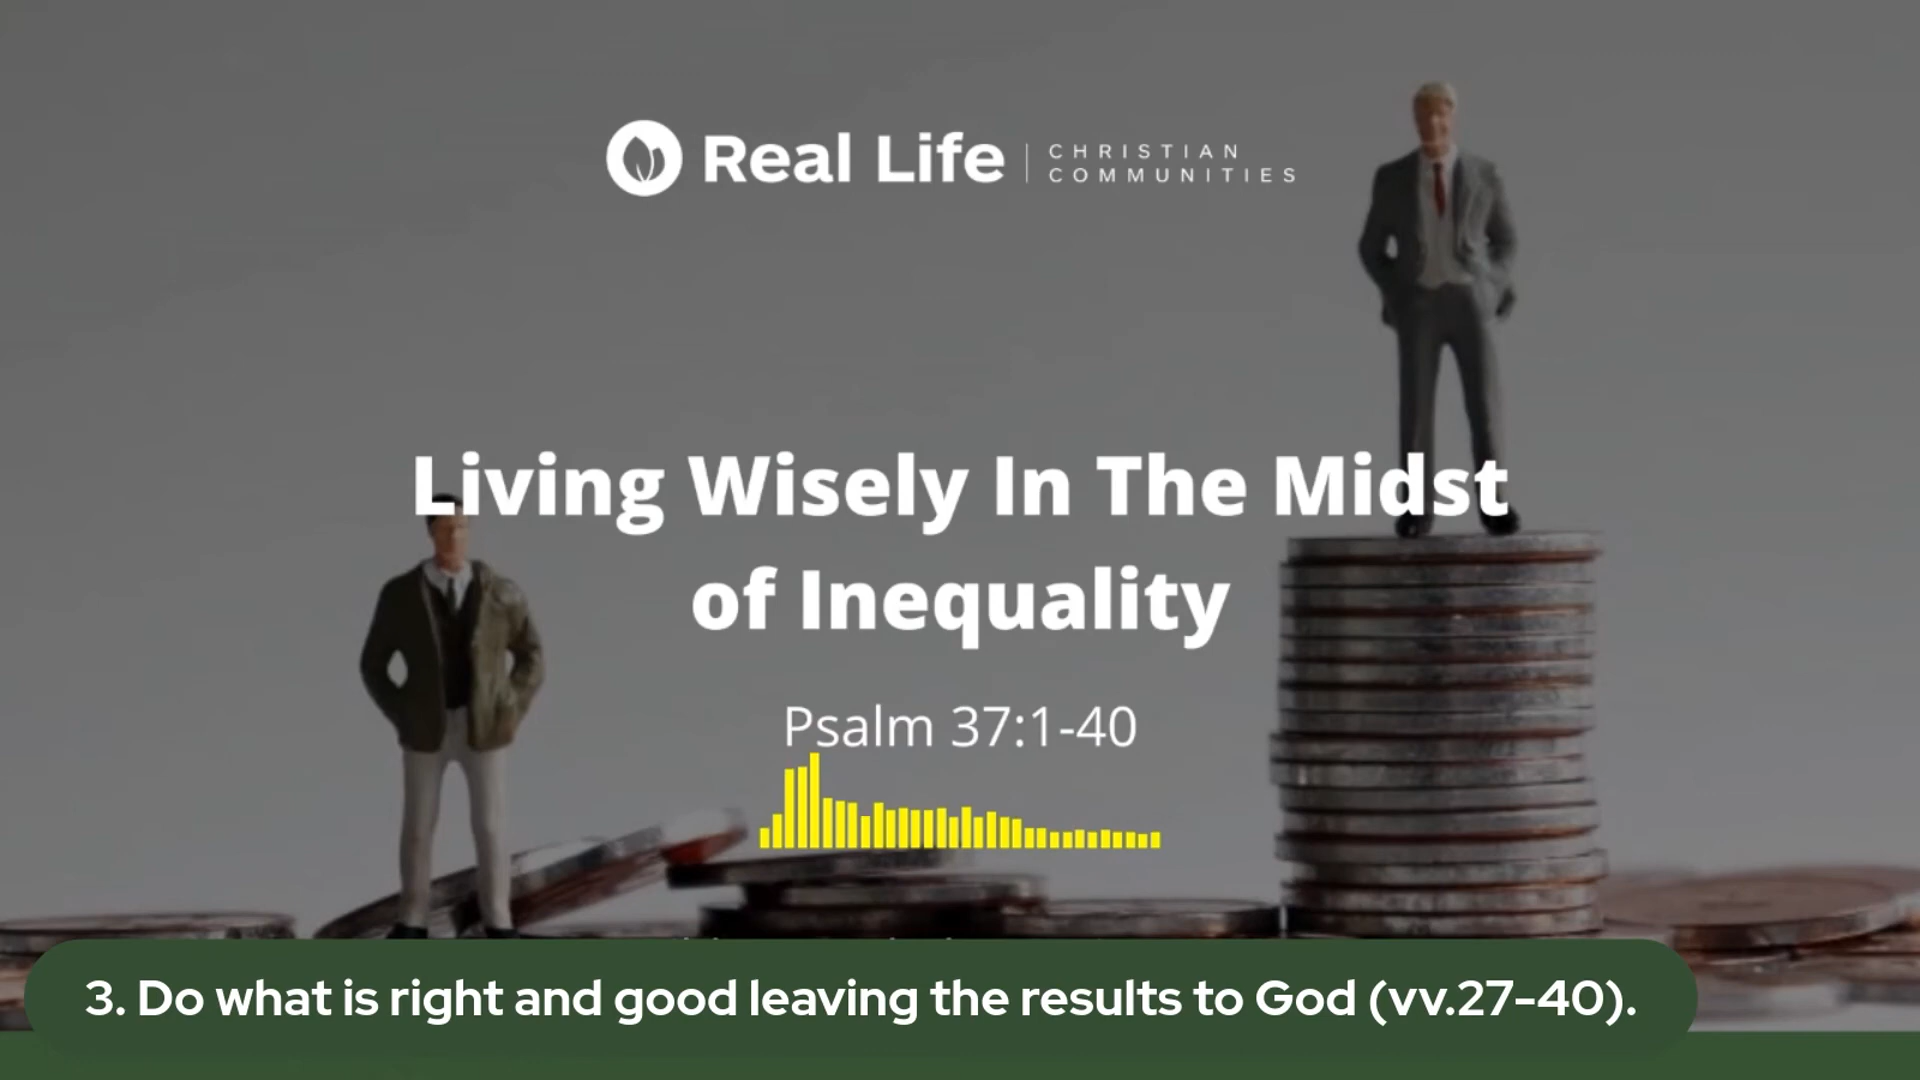 Real Life
CHRISTIAN
COMMUNITIES
Living Wisely In The Midst
of Inequality
Psalm 37:1-40
3. Do what is right and good leaving the results to God (vv.27-40).